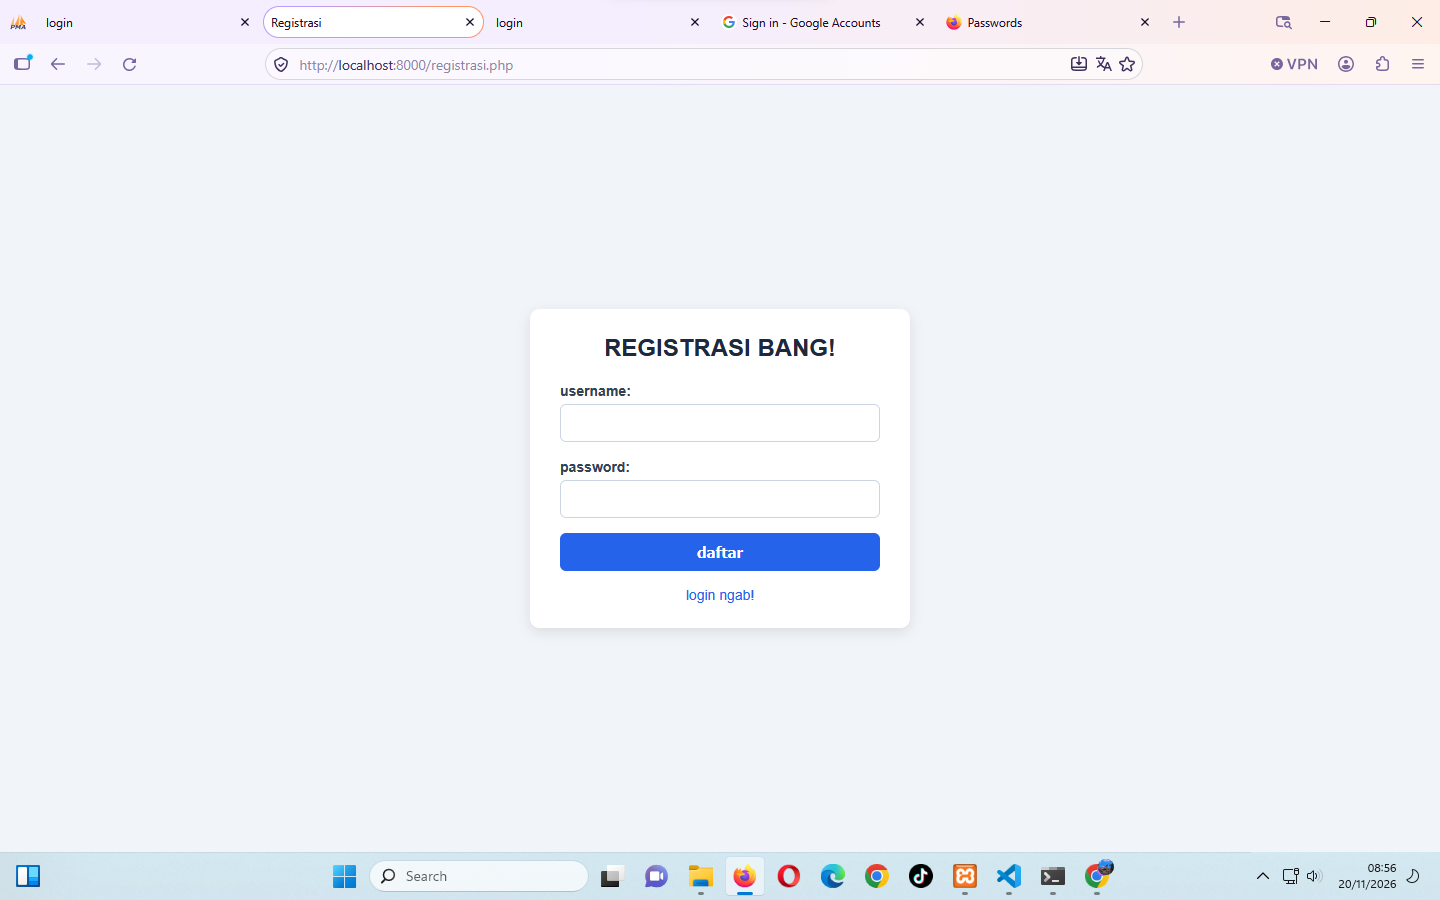 login
Registrasi
login
Sign in - Google Accounts
Passwords
http://localhost:8000/registrasi.php
VPN
REGISTRASI BANG!
username:
password:
daftar
login ngab!
Search
08:56
20/11/2026